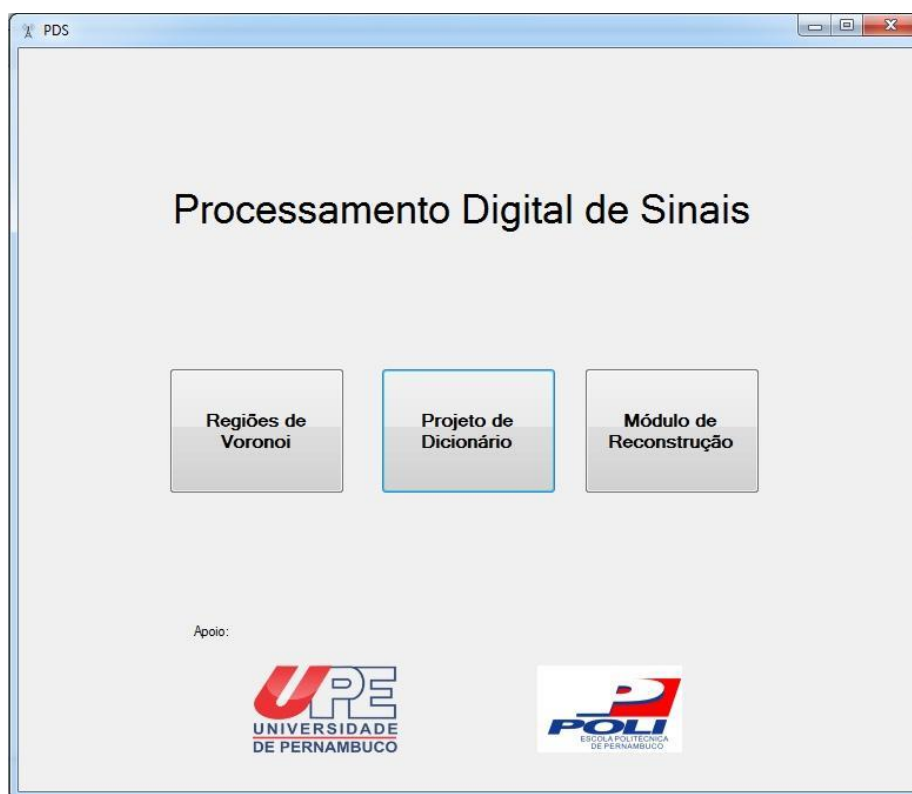 PDS
Processamento Digital de Sinais
Regiões de
Voronoi
Projeto de
Dicionário
Módulo de
Reconstrução
Apoio:
UPE
UNIVERSIDADE
DE PERNAMBUCO
POLI
ESCOLA POLITÉCNICA
DE PERNAMBUCO